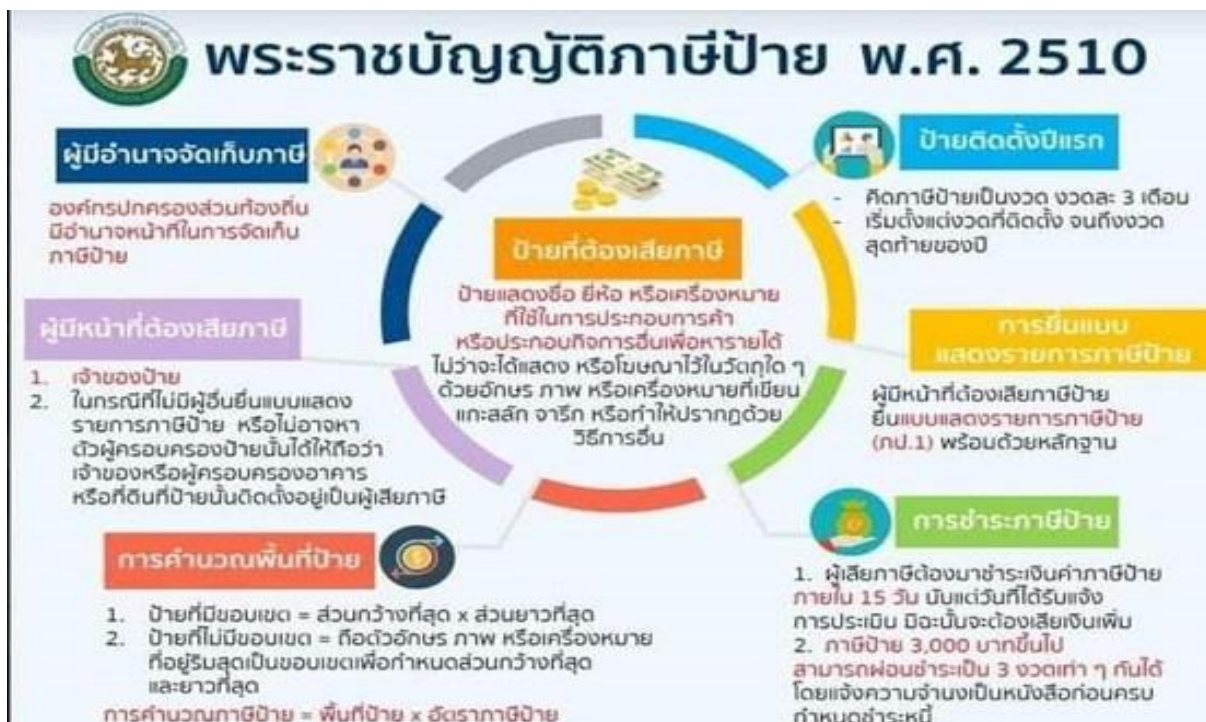 พระราชบัญญัติภาษีป้าย พ.ศ. 2510
ผู้มีอำนาจจัดเก็บภาษี
องค์กรปกครองส่วนท้องถิ่น
มีอำนาจหน้าที่ในการจัดเก็บ
ภาษีป้าย
ป้ายติดตั้งปีแรก
- คิดภาษีป้ายเป็นงวด งวดละ 3 เดือน
- เริ่มตั้งแต่งวดที่ติดตั้ง จนถึงงวด
สุดท้ายของปี
ป้ายที่ต้องเสียภาษี
ป้ายแสดงชื่อ ยี่ห้อ หรือเครื่องหมาย
ที่ใช้ในการประกอบการค้า
หรือประกอบกิจการอื่นเพื่อหารายได้
ไม่ว่าจะได้แสดง หรือโฆษณาไว้ในวัตถุใด ๆ
ด้วยอักษร ภาพ หรือเครื่องหมายที่เขียน
แกะสลัก จารึก หรือทำให้ปรากฏด้วย
วิธีการอื่น
ผู้มีหน้าที่ต้องเสียภาษี
1. เจ้าของป้าย
2. ในกรณีที่ไม่มีผู้อื่นยื่นแบบแสดง
รายการภาษีป้าย หรือไม่อาจหา
ตัวผู้ครอบครองป้ายนั้นได้ให้ถือว่า
เจ้าของหรือผู้ครอบครองอาคาร
หรือที่ดินที่ป้ายนั้นติดตั้งอยู่เป็นผู้เสียภาษี
การยื่นแบบ
แสดงรายการภาษีป้าย
ผู้มีหน้าที่ต้องเสียภาษีป้าย
ยื่นแบบแสดงรายการภาษีป้าย
(ภป.1) พร้อมด้วยหลักฐาน
การคำนวณพื้นที่ป้าย
1. ป้ายที่มีขอบเขต = ส่วนกว้างที่สุด x ส่วนยาวที่สุด
2. ป้ายที่ไม่มีขอบเขต = ถือตัวอักษร ภาพ หรือเครื่องหมาย
ที่อยู่ริมสุดเป็นขอบเขตเพื่อกำหนดส่วนกว้างที่สุด
และยาวที่สุด
การคำนวณภาษีป้าย = พื้นที่ป้าย x อัตราภาษีป้าย
การชำระภาษีป้าย
1. ผู้เสียภาษีต้องมาชำระเงินค่าภาษีป้าย
ภายใน 15 วัน นับแต่วันที่ได้รับแจ้ง
การประเมิน มิฉะนั้นจะต้องเสียเงินเพิ่ม
2. ภาษีป้าย 3,000 บาทขึ้นไป
สามารถผ่อนชำระเป็น 3 งวดเท่า ๆ กันได้
โดยแจ้งความจำนงเป็นหนังสือก่อนครบ
กำหนดชำระหนี้